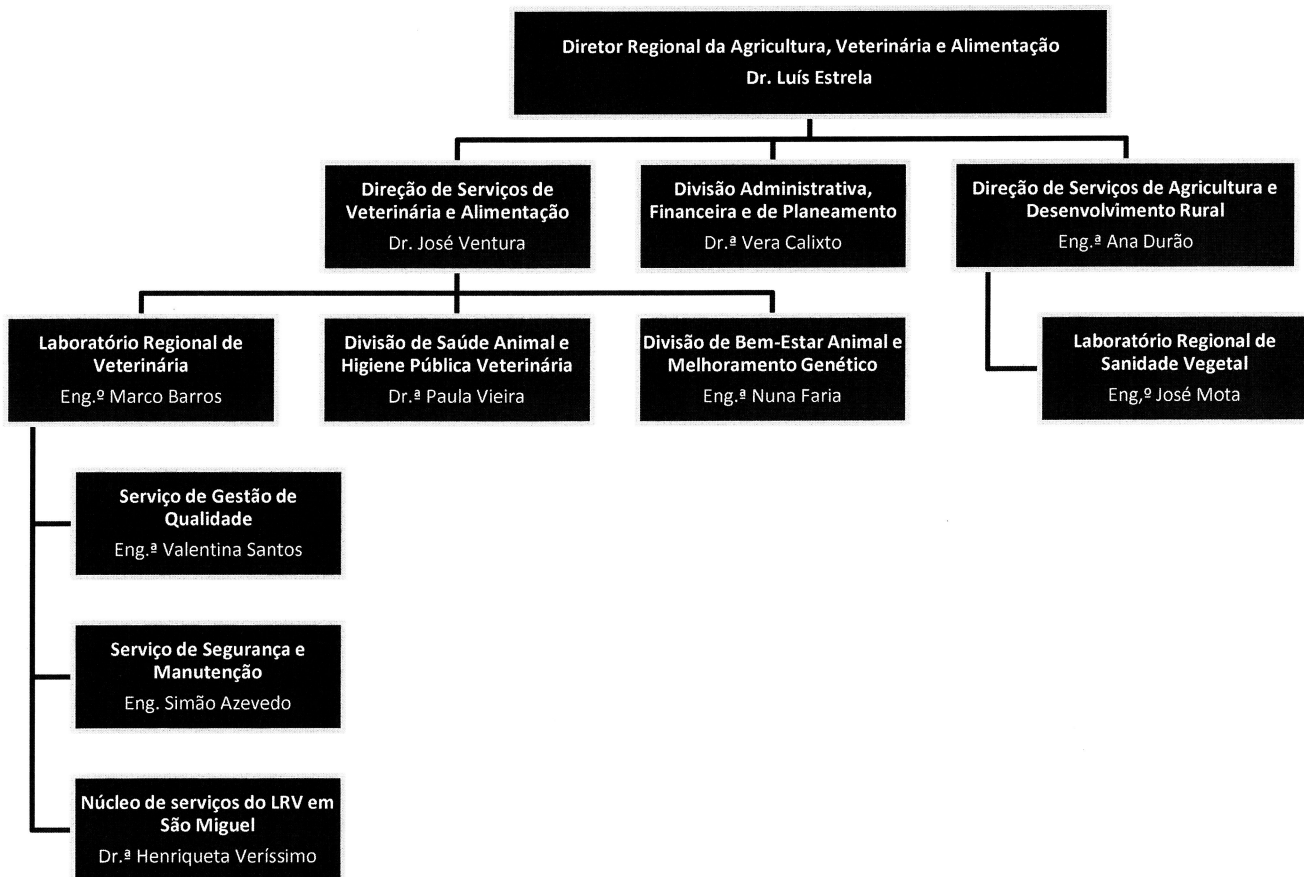 Diretor Regional da Agricultura, Veterinária e Alimentação
Dr. Luís Estrela
Direção de Serviços de
Veterinária e Alimentação
Dr. José Ventura
Divisão Administrativa,
Financeira e de Planeamento
Dr.ª Vera Calixto
Direção de Serviços de Agricultura e
Desenvolvimento Rural
Eng.ª Ana Durão
Laboratório Regional de
Veterinária
Eng.º Marco Barros
Divisão de Saúde Animal e
Higiene Pública Veterinária
Dr.ª Paula Vieira
Divisão de Bem-Estar Animal e
Melhoramento Genético
Eng.ª Nuna Faria
Laboratório Regional de
Sanidade Vegetal
Eng,º José Mota
Serviço de Gestão de
Qualidade
Eng.ª Valentina Santos
Serviço de Segurança e
Manutenção
Eng. Simão Azevedo
Núcleo de serviços do LRV em
São Miguel
Dr.ª Henriqueta Veríssimo